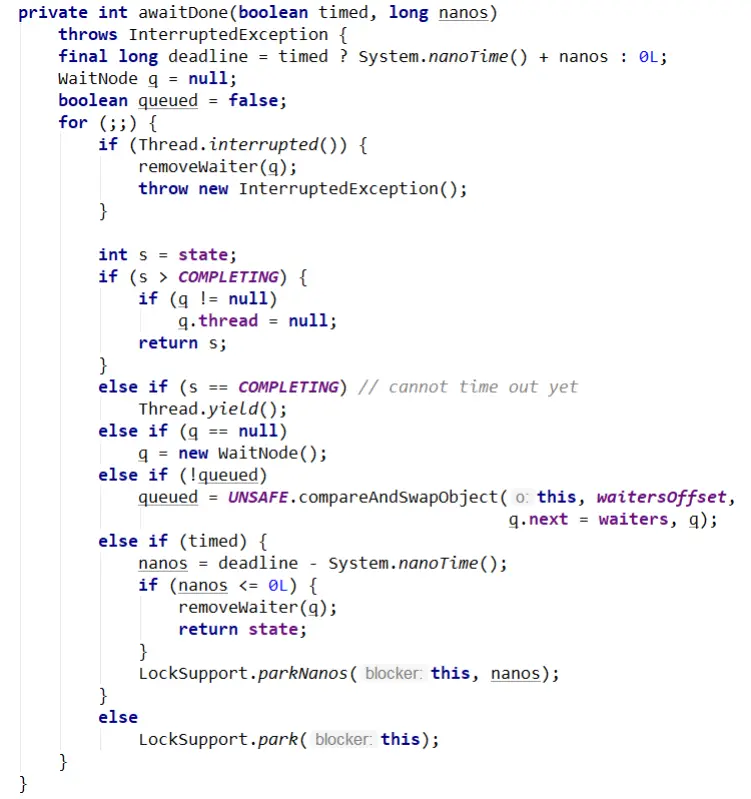 private int awaitDone(boolean timed, long nanos)
    throws InterruptedException {
    final long deadline = timed ? System.nanoTime() + nanos : 0L;
    WaitNode q = null;
    boolean queued = false;
    for (;;) {
        if (Thread.interrupted()) {
            removeWaiter(q);
            throw new InterruptedException();
        }

        int s = state;
        if (s > COMPLETING) {
            if (q != null)
                q.thread = null;
            return s;
        }
        else if (s == COMPLETING) // cannot time out yet
            Thread.yield();
        else if (q == null)
            q = new WaitNode();
        else if (!queued)
            queued = UNSAFE.compareAndSwapObject( o: this, waitersOffset,
                                                 q.next = waiters, q);
        else if (timed) {
            nanos = deadline - System.nanoTime();
            if (nanos <= 0L) {
                removeWaiter(q);
                return state;
            }
            LockSupport.parkNanos( blocker: this, nanos);
        }
        else
            LockSupport.park( blocker: this);
    }
}